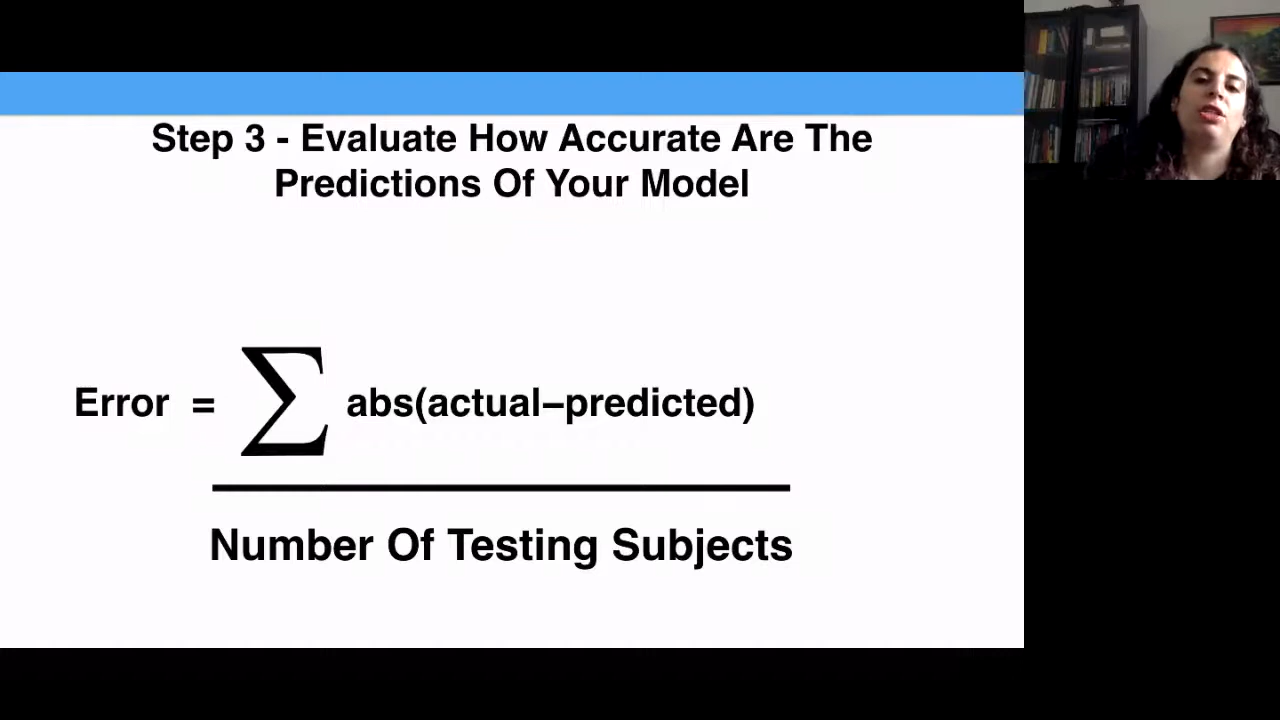 Step 3 - Evaluate How Accurate Are The
Predictions Of Your Model
Error = ∑ abs(actual–predicted)
Number Of Testing Subjects